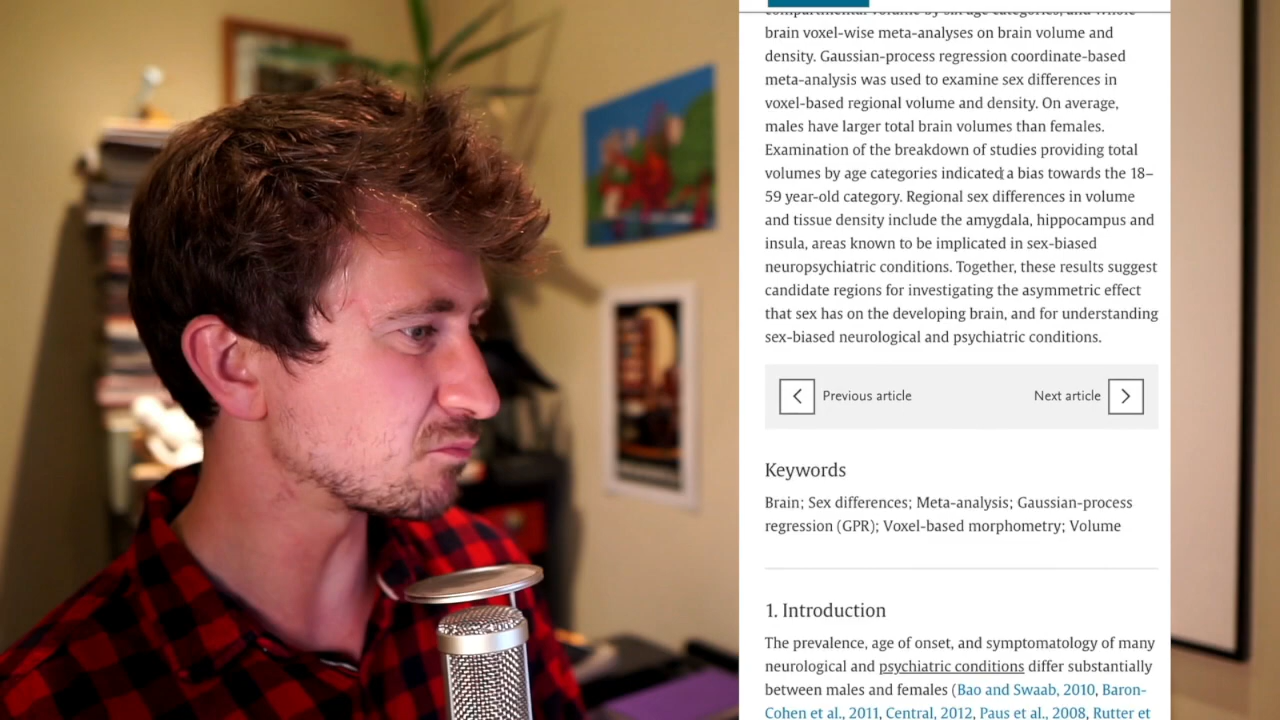 compartmental volume by six age categories, and whole-
brain voxel-wise meta-analyses on brain volume and
density. Gaussian-process regression coordinate-based
meta-analysis was used to examine sex differences in
voxel-based regional volume and density. On average,
males have larger total brain volumes than females.
Examination of the breakdown of studies providing total
volumes by age categories indicated a bias towards the 18–
59 year-old category. Regional sex differences in volume
and tissue density include the amygdala, hippocampus and
insula, areas known to be implicated in sex-biased
neuropsychiatric conditions. Together, these results suggest
candidate regions for investigating the asymmetric effect
that sex has on the developing brain, and for understanding
sex-biased neurological and psychiatric conditions.
Previous article
Next article
Keywords
Brain; Sex differences; Meta-analysis; Gaussian-process
regression (GPR); Voxel-based morphometry; Volume
1. Introduction
The prevalence, age of onset, and symptomatology of many
neurological and psychiatric conditions differ substantially
between males and females (Bao and Swaab, 2010, Baron-
Cohen et al., 2011, Central, 2012, Paus et al., 2008, Rutter et